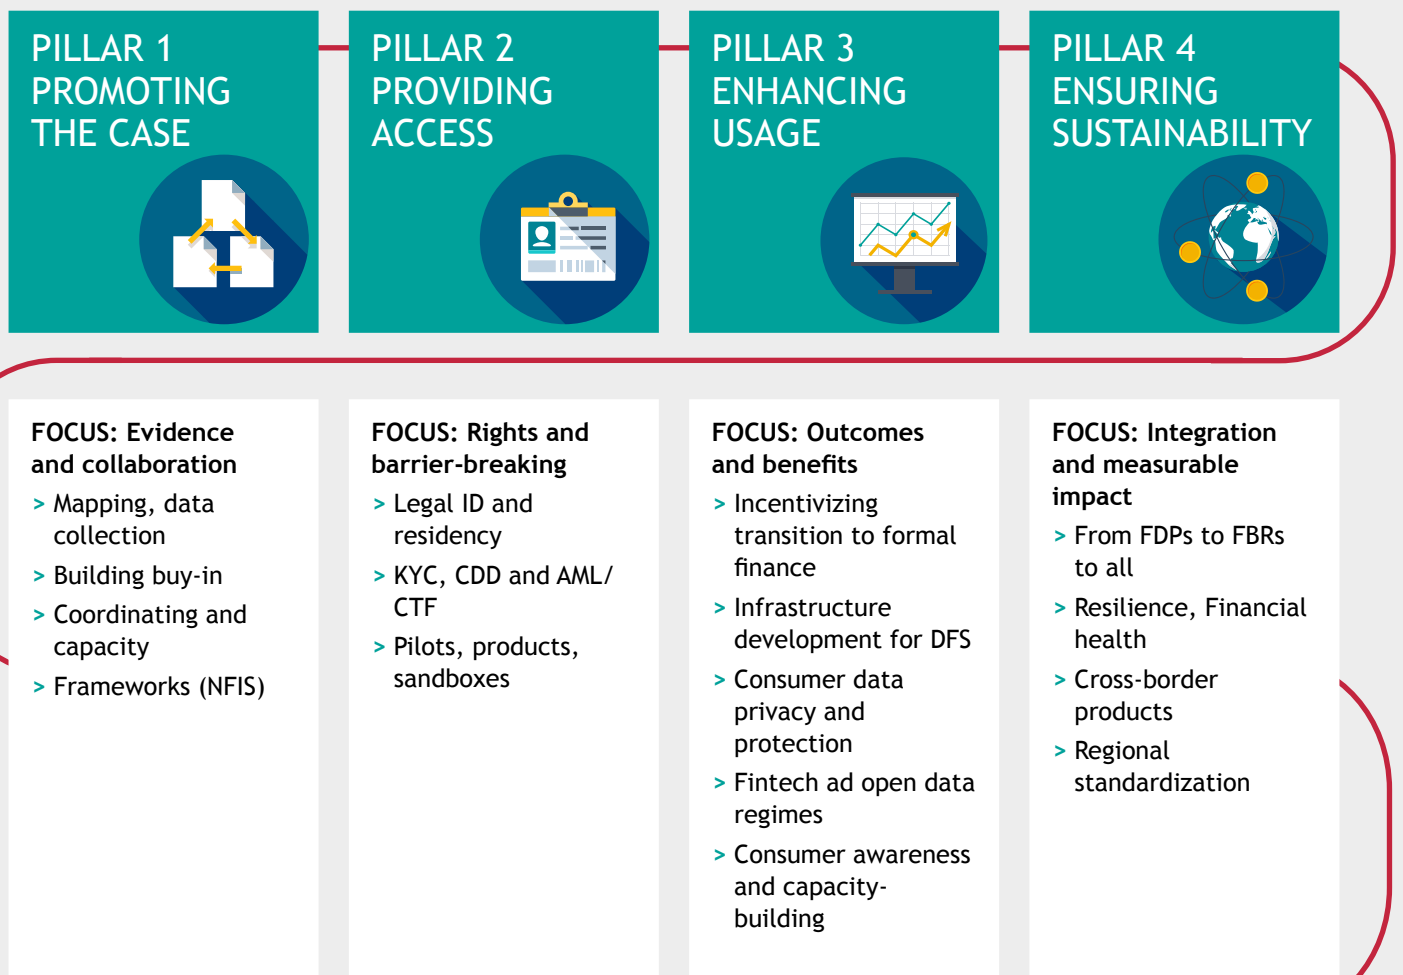 PILLAR 1
PROMOTING
THE CASE
PILLAR 2
PROVIDING
ACCESS
PILLAR 3
ENHANCING
USAGE
PILLAR 4
ENSURING
SUSTAINABILITY
FOCUS: Evidence
and collaboration
> Mapping, data
collection
> Building buy-in
> Coordinating and
capacity
> Frameworks (NFIS)
FOCUS: Rights and
barrier-breaking
> Legal ID and
residency
> KYC, CDD and AML/
CTF
> Pilots, products,
sandboxes
FOCUS: Outcomes
and benefits
> Incentivizing
transition to formal
finance
> Infrastructure
development for DFS
> Consumer data
privacy and
protection
> Fintech ad open data
regimes
> Consumer awareness
and capacity-
building
FOCUS: Integration
and measurable
impact
> From FDPs to FBRs
to all
> Resilience, Financial
health
> Cross-border
products
> Regional
standardization